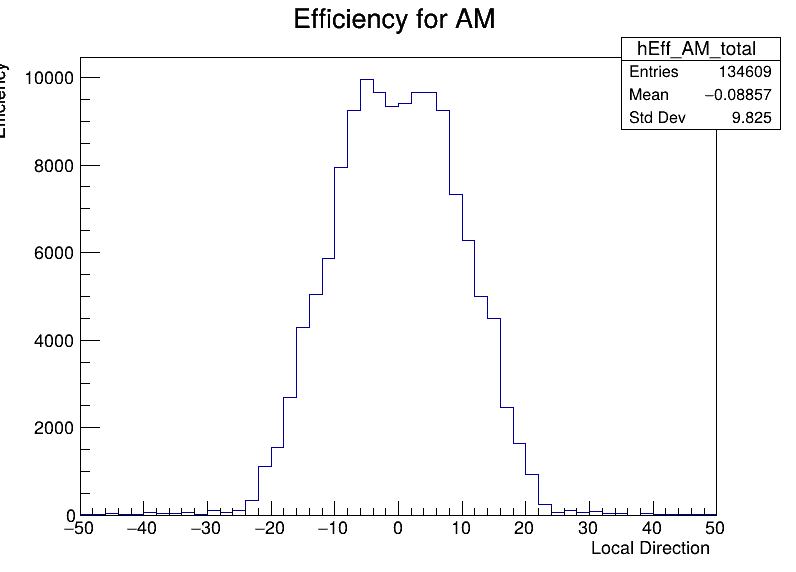 Efficiency for AM
hEff_AM_total
Entries 134609
Mean −0.08857
Std Dev 9.825
Efficiency
10000
8000
6000
4000
2000
0
−50 −40 −30 −20 −10 0 10 20 30 40 50
Local Direction